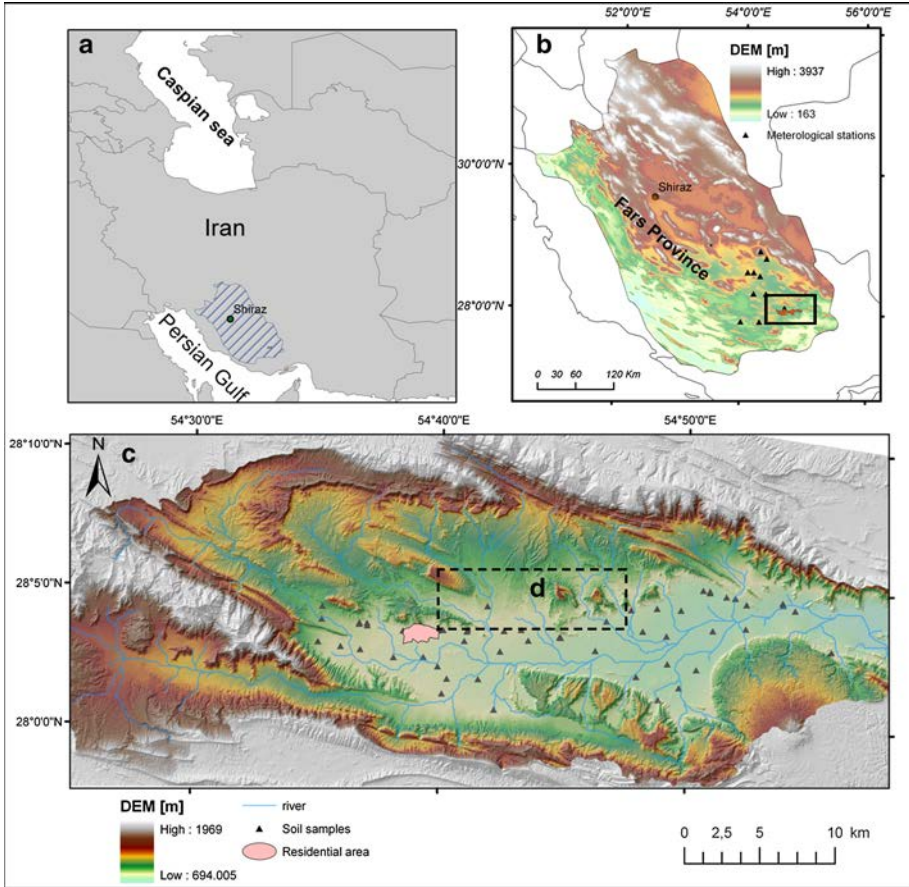 a
Caspian sea
Iran
Shiraz
Persian Gulf
52°0'0"E 54°0'0"E 56°0'0"E
b
DEM [m]
High : 3937
Low : 163
Meterological stations
30°0'0"N
Shiraz
Fars Province
28°0'0"N
0 30 60 120 Km
54°30'0"E 54°40'0"E 54°50'0"E
28°10'0"N
N
c
28°5'0"N
d
28°0'0"N
DEM [m]
High : 1969
Low : 694.005
river
Soil samples
Residential area
0 2,5 5 10 km